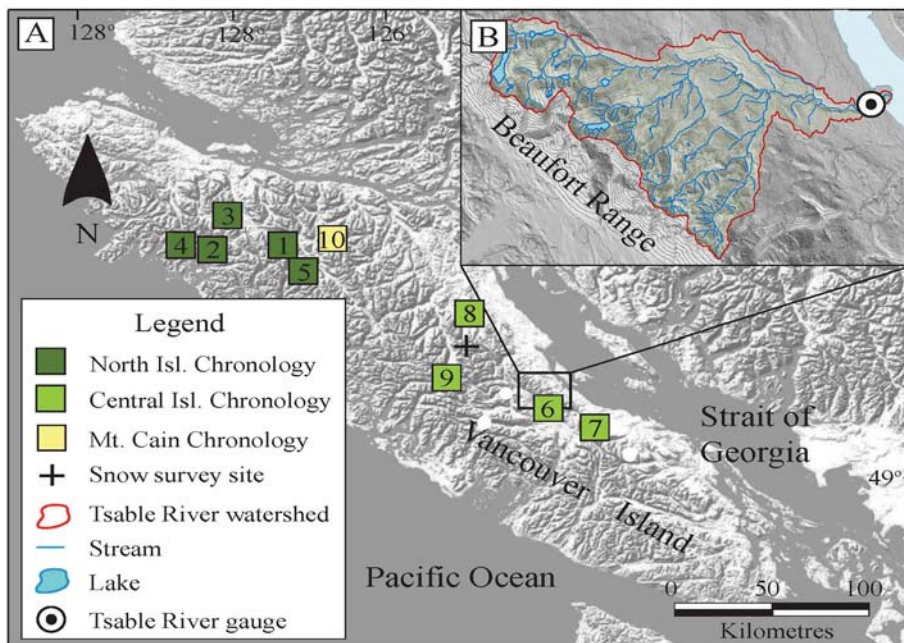 A
128°
128°
126°
B
Beaufort Range
N
3
4
2
1
10
5
8
9
6
7
Legend
North Isl. Chronology
Central Isl. Chronology
Mt. Cain Chronology
Snow survey site
Tsable River watershed
Stream
Lake
Tsable River gauge
Vancouver
Island
Strait of
Georgia
49°
Pacific Ocean
0 50 100
Kilometres